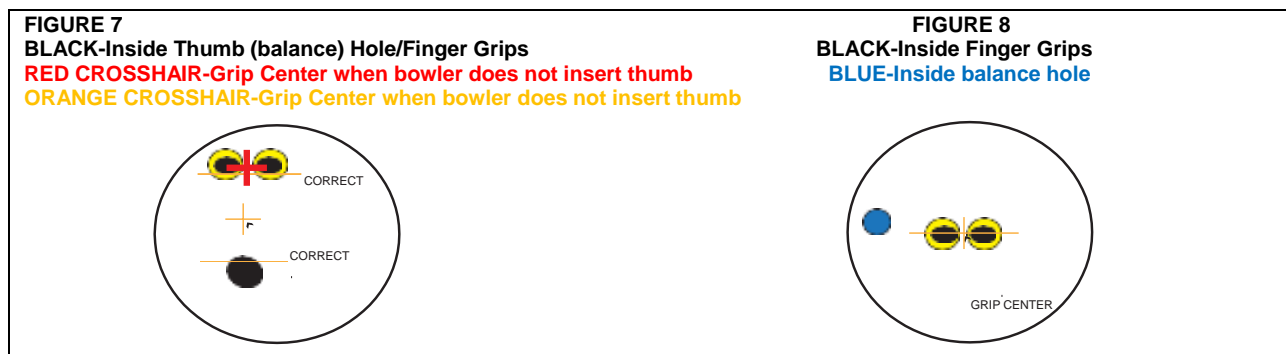 FIGURE 7
BLACK-Inside Thumb (balance) Hole/Finger Grips
RED CROSSHAIR-Grip Center when bowler does not insert thumb
ORANGE CROSSHAIR-Grip Center when bowler does not insert thumb
CORRECT
CORRECT
FIGURE 8
BLACK-Inside Finger Grips
BLUE-Inside balance hole
GRIP CENTER